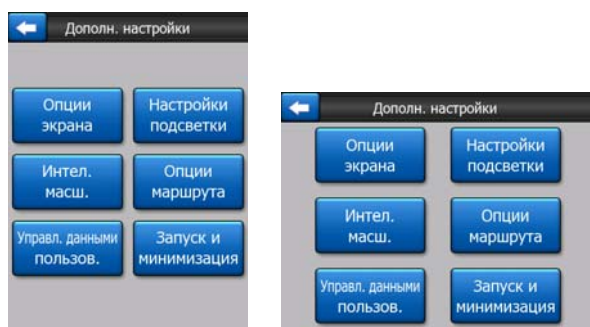 Дополн. настройки
Опции
экрана
Настройки
подсветки
Интел.
масш.
Опции
маршрута
Управл. данными
пользов.
Запуск и
минимизация
Дополн. настройки
Опции
экрана
Настройки
подсветки
Интел.
масш.
Опции
маршрута
Управл. данными
пользов.
Запуск и
минимизация